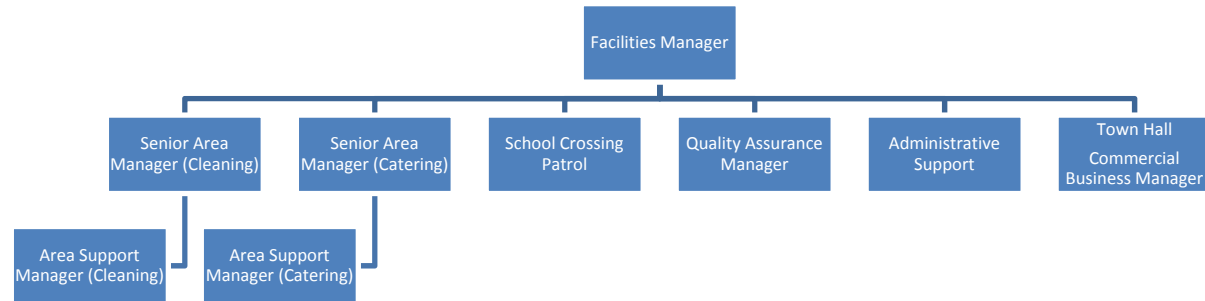 Facilities Manager
Senior Area
Manager (Cleaning)
Senior Area
Manager (Catering)
School Crossing
Patrol
Quality Assurance
Manager
Administrative
Support
Town Hall
Commercial
Business Manager
Area Support
Manager (Cleaning)
Area Support
Manager (Catering)